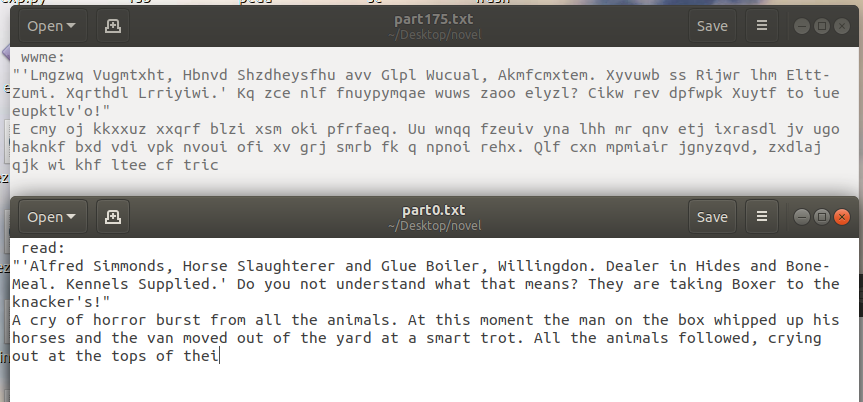 exp.py
Open
part175.txt
~/Desktop/novel
Save
wwme:
"'Lmgzwq Vugmtxht, Hbnvd Shzdheysfhu avv Glpl Wucual, Akmfcmxtem. Xyvuwb ss Rijwr lhm Eltt-
Zumi. Xqrthdl Lrriyiwi.' Kq zce nlf fnuypymqae wuws zaoo elyzl? Cikw rev dpfwpk Xuytf to iue
eupktlv'o!"
E cmy oj kkxxuz xxqrf blzi xsm oki pfrfaeq. Uu wnqq fzeuiv yna lhh mr qnv etj ixrasdl jv ugo
haknkf bxd vdi vpk nvoui ofi xv grj smrb fk q npnoi rehx. Qlf cxn mpmiair jgnyzqvd, zxdlaj
qjk wi khf ltee cf tric
Open
part0.txt
~/Desktop/novel
Save
read:
"'Alfred Simmonds, Horse Slaughterer and Glue Boiler, Willingdon. Dealer in Hides and Bone-
Meal. Kennels Supplied.' Do you not understand what that means? They are taking Boxer to the
knacker's!"
A cry of horror burst from all the animals. At this moment the man on the box whipped up his
horses and the van moved out of the yard at a smart trot. All the animals followed, crying
out at the tops of thei